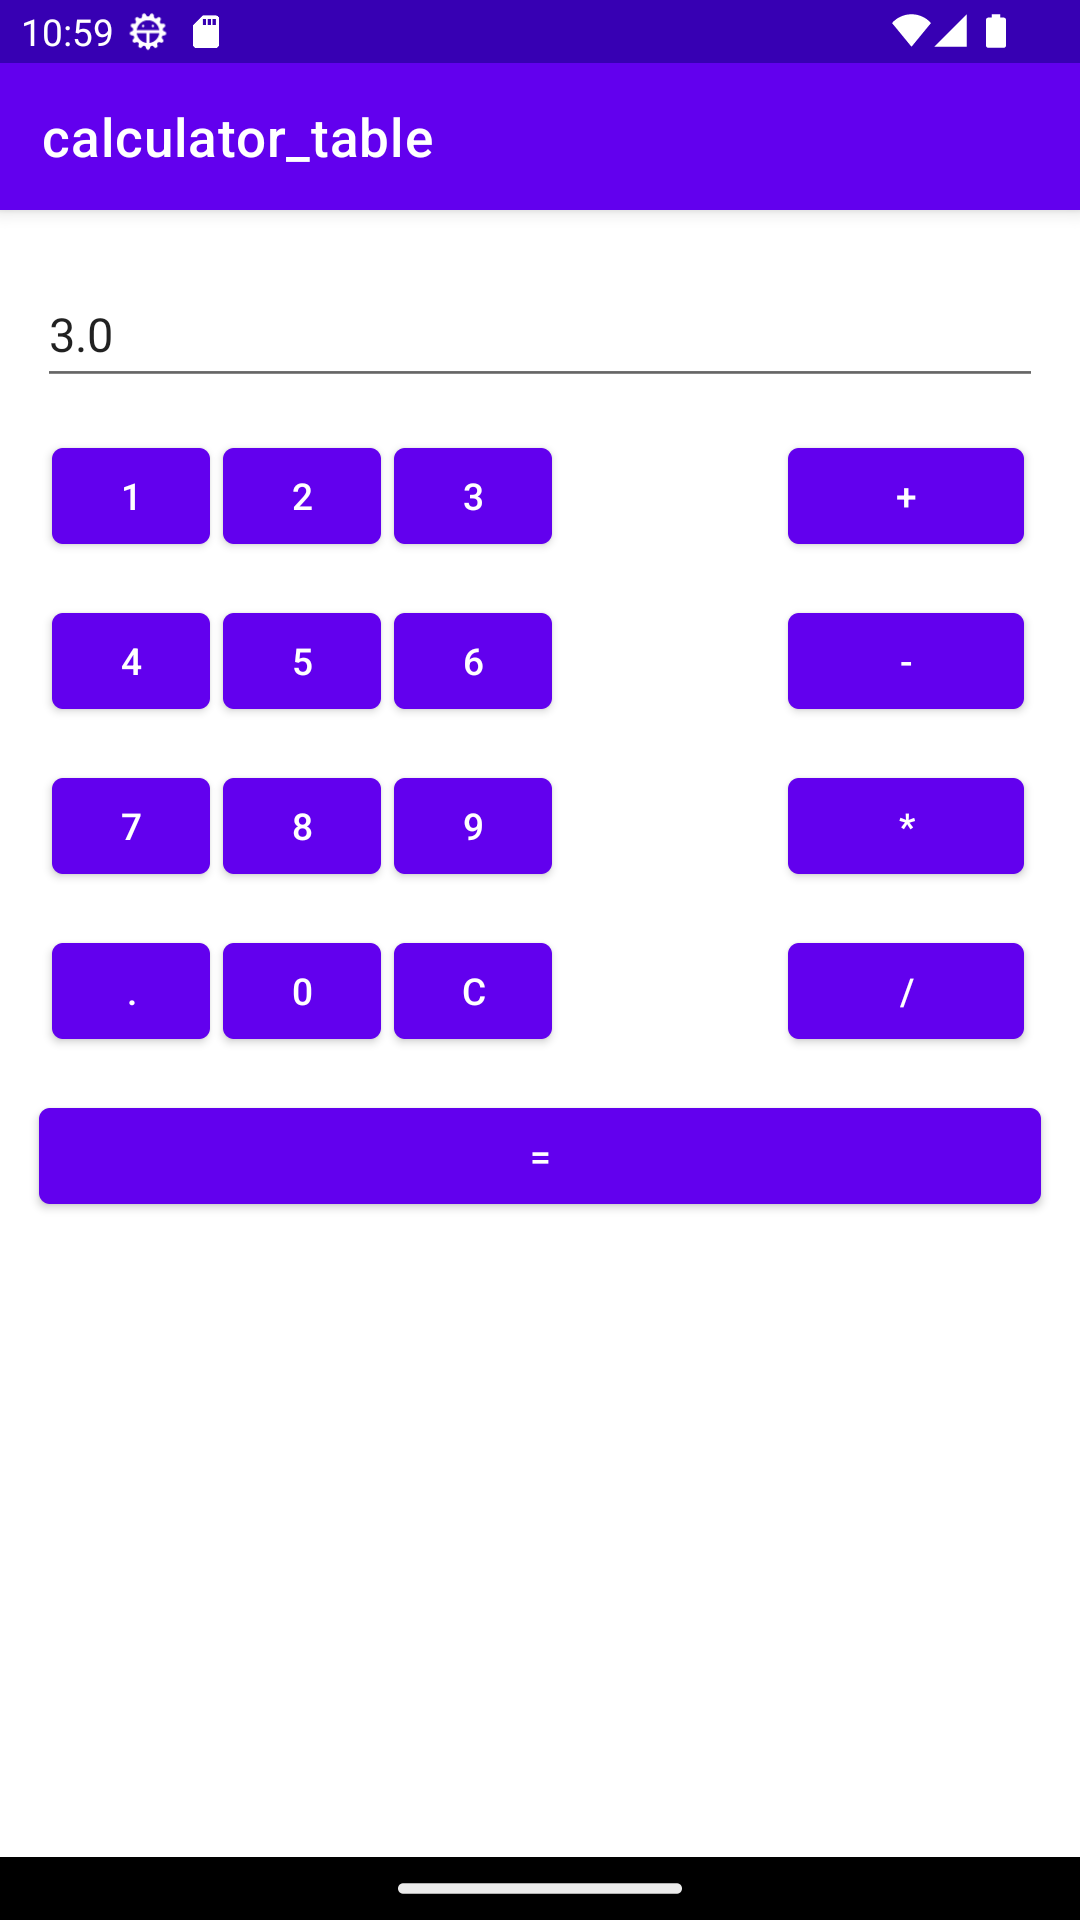 10:59
calculator_table
3.0
1 2 3 +
4 5 6 -
7 8 9 *
. 0 C /
=